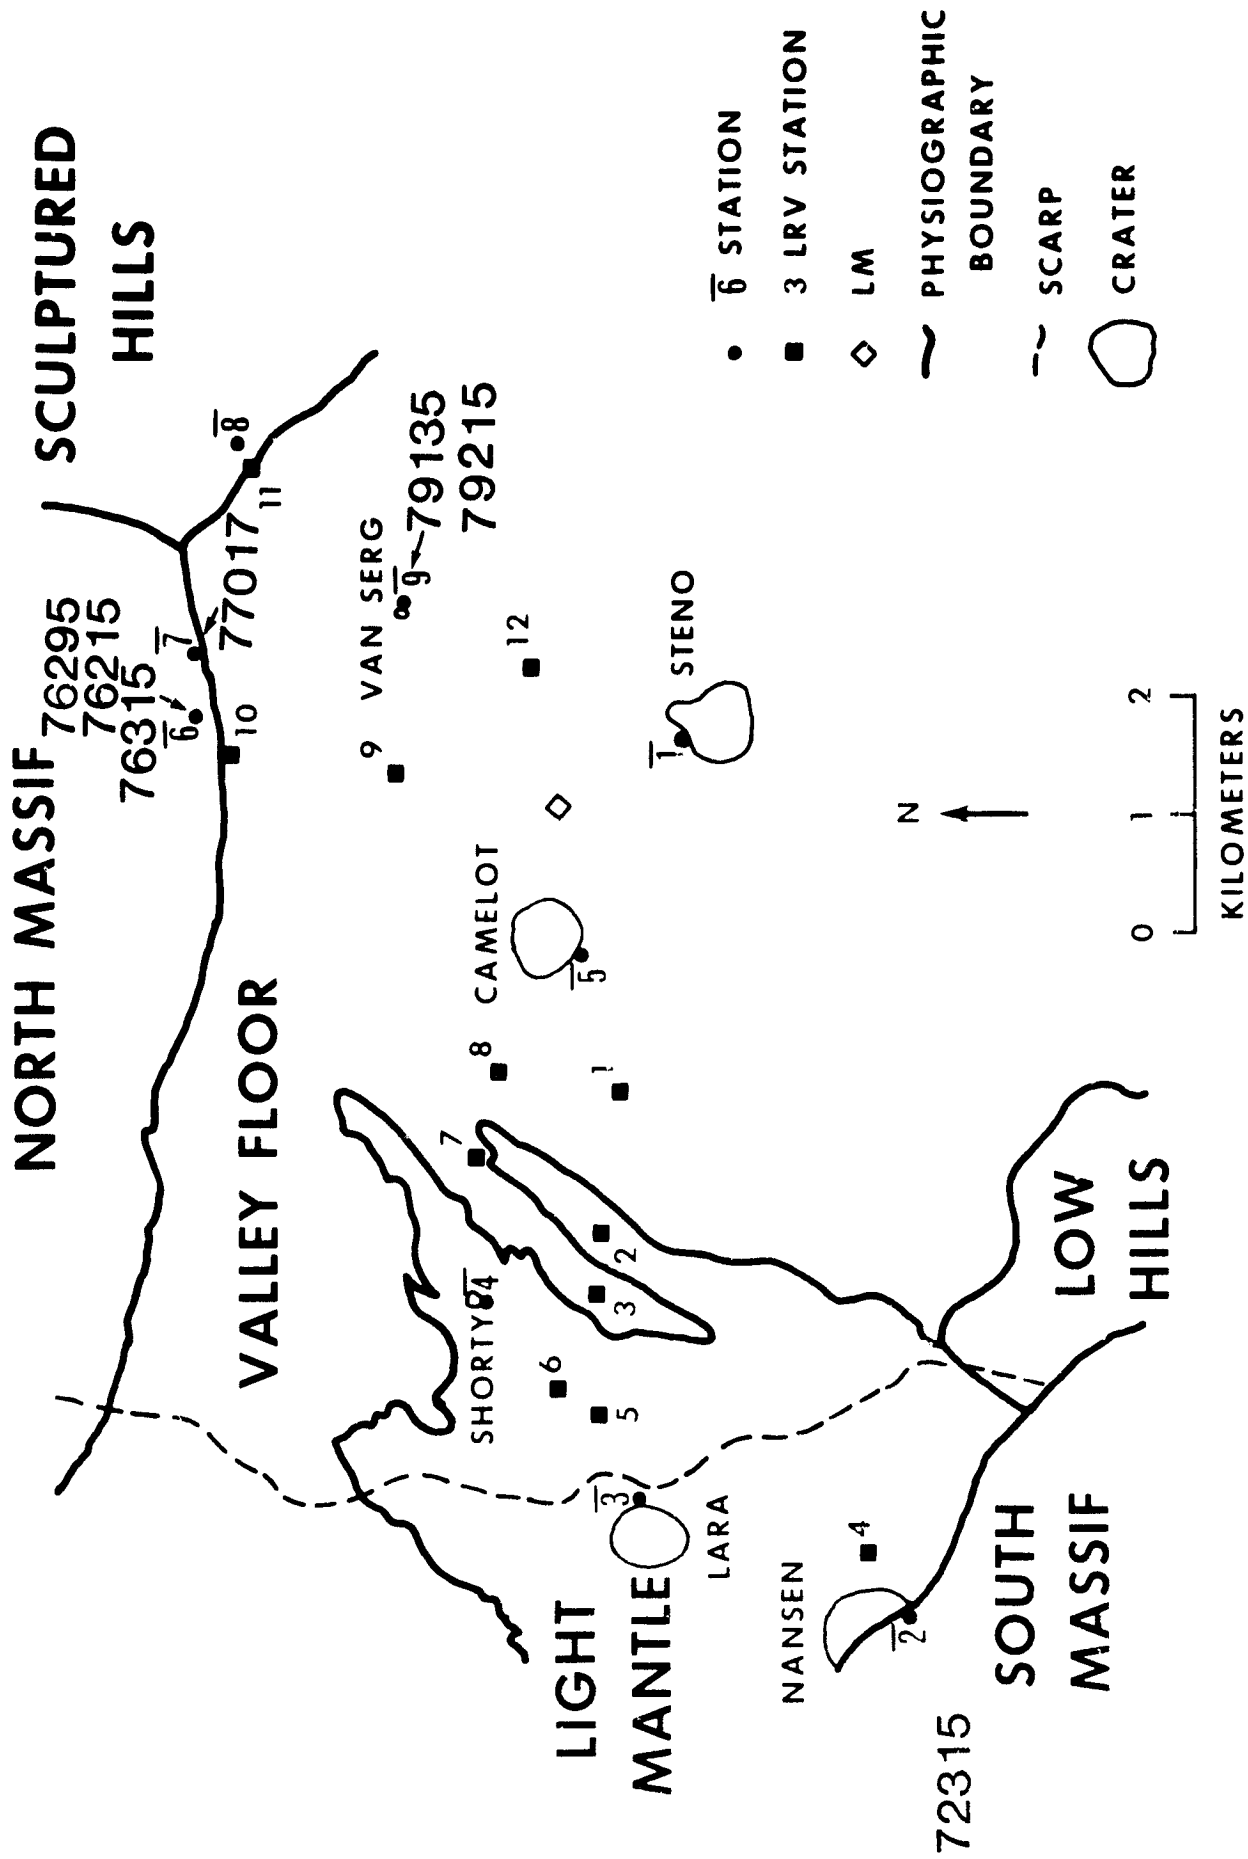 NORTH MASSIF
76295
76215
76315
6̅
7̅
77017
10
SCULPTURED
HILLS
8̅
11
VALLEY FLOOR
9 VAN SERG
9̅
79135
79215
12
SHORTY
4̅
7
8
CAMELOT
5̅
1
STENO
1̅
6
5
3
2
LIGHT
MANTLE
3̅
LARA
NANSEN
4
2̅
72315
SOUTH
MASSIF
LOW
HILLS
N
0 1 2
KILOMETERS
6̅ STATION
3 LRV STATION
LM
PHYSIOGRAPHIC
BOUNDARY
SCARP
CRATER